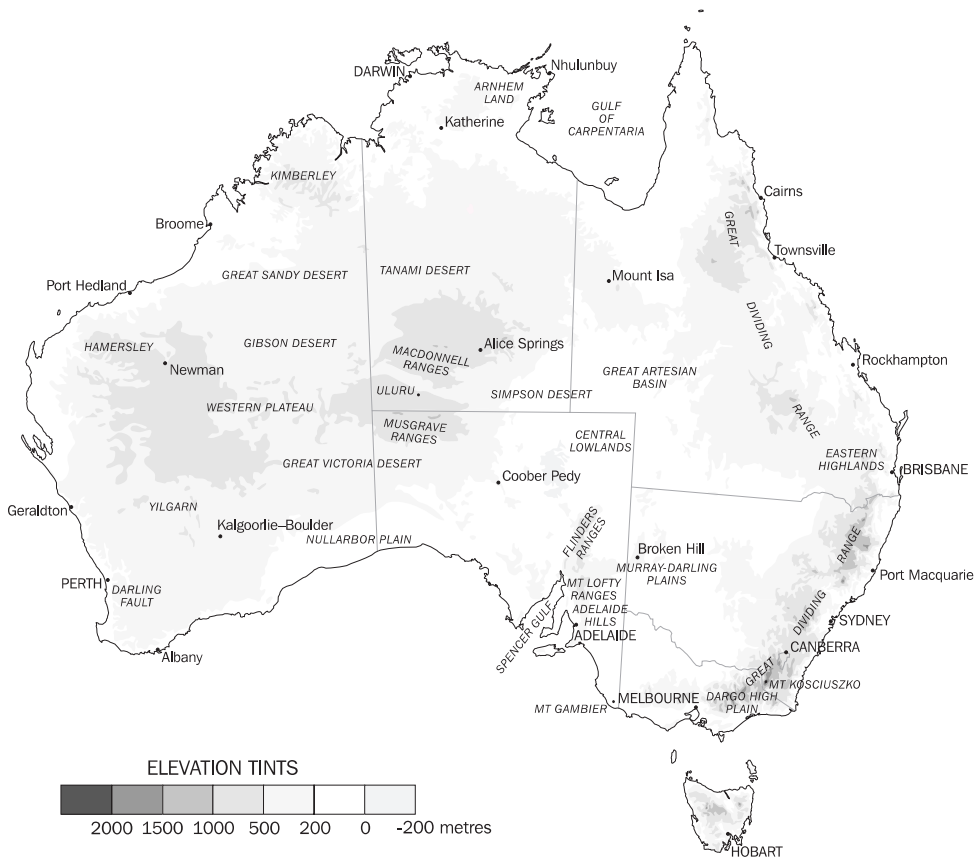 DARWIN
Nhulunbuy
ARNHEM
LAND
GULF
OF
CARPENTARIA
Katherine
KIMBERLEY
Cairns
Broome
GREAT
Townsville
GREAT SANDY DESERT
TANAMI DESERT
Mount Isa
Port Hedland
DIVIDING
HAMERSLEY
GIBSON DESERT
Alice Springs
Newman
MACDONNELL
RANGES
Rockhampton
GREAT ARTESIAN
BASIN
ULURU
SIMPSON DESERT
WESTERN PLATEAU
RANGE
MUSGRAVE
RANGES
CENTRAL
LOWLANDS
EASTERN
HIGHLANDS
BRISBANE
GREAT VICTORIA DESERT
Coober Pedy
YILGARN
Geraldton
Kalgoorlie–Boulder
NULLARBOR PLAIN
FLINDERS
RANGES
RANGE
Broken Hill
MURRAY-DARLING
PLAINS
Port Macquarie
PERTH
DARLING
FAULT
MT LOFTY
RANGES
ADELAIDE
HILLS
ADELAIDE
SPENCER GULF
DIVIDING
SYDNEY
Albany
CANBERRA
GREAT
MT KOSCIUSZKO
MELBOURNE
DARGO HIGH
PLAIN
MT GAMBIER
ELEVATION TINTS
2000 1500 1000 500 200 0 -200 metres
HOBART